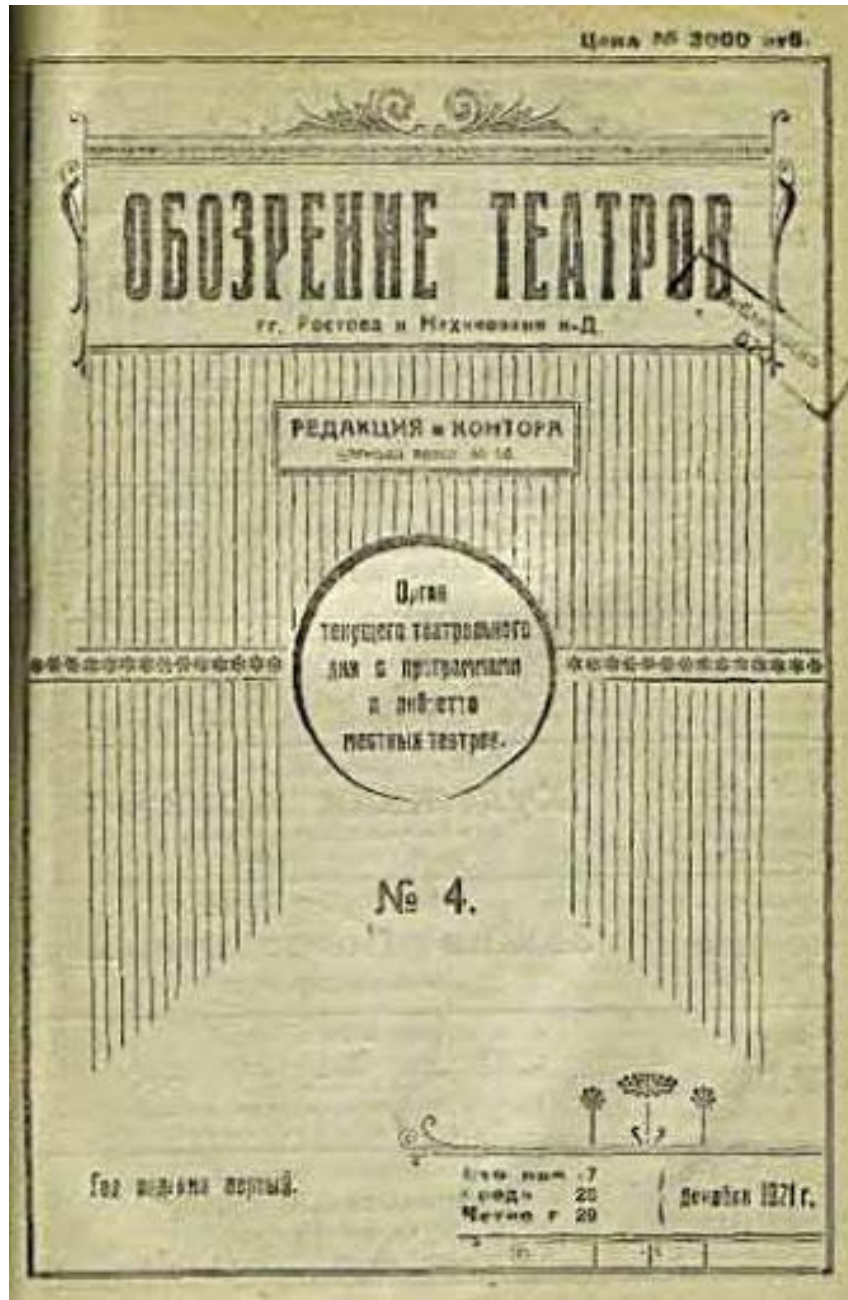 Цена № 3000 руб.
ОБОЗРЕНИЕ ТЕАТРОВ
гг. Ростова и Нахичевани н-Д.
РЕДАКЦИЯ и КОНТОРА
Орган
текущего театрального
дня с программами
и либретто
местных театров.
№ 4.
Год издания первый.
Вторник 27
Среда 28
Четверг 29
декабря 1921 г.